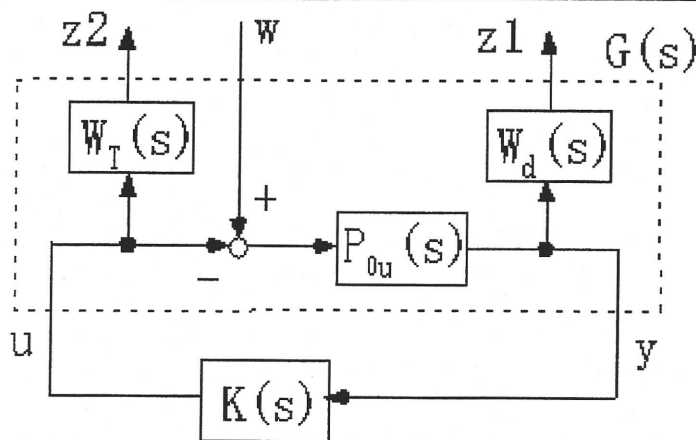 z2 w z1 G(s)
W_T(s) W_d(s)
+
P_0u(s)
−
u y
K(s)